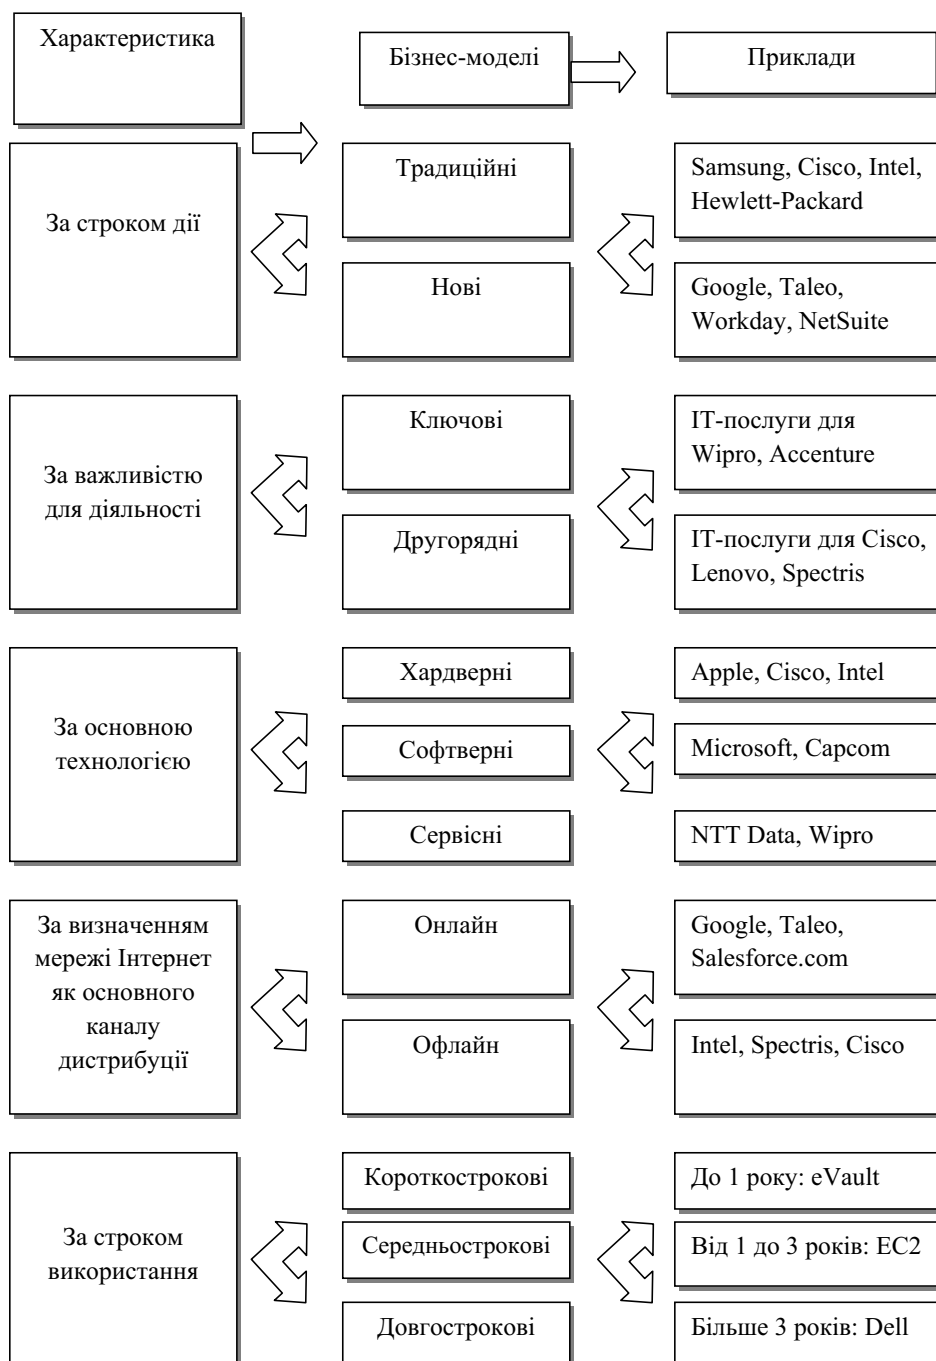 Характеристика
Бізнес-моделі
Приклади
За строком дії
Традиційні
Samsung, Cisco, Intel,
Hewlett-Packard
Нові
Google, Taleo,
Workday, NetSuite
За важливістю
для діяльності
Ключові
ІТ-послуги для
Wipro, Accenture
Другорядні
ІТ-послуги для Cisco,
Lenovo, Spectris
За основною
технологією
Хардверні
Apple, Cisco, Intel
Софтверні
Microsoft, Capcom
Сервісні
NTT Data, Wipro
За визначенням
мережі Інтернет
як основного
каналу
дистрибуції
Онлайн
Google, Taleo,
Salesforce.com
Офлайн
Intel, Spectris, Cisco
За строком
використання
Короткострокові
До 1 року: eVault
Середньострокові
Від 1 до 3 років: EC2
Довгострокові
Більше 3 років: Dell